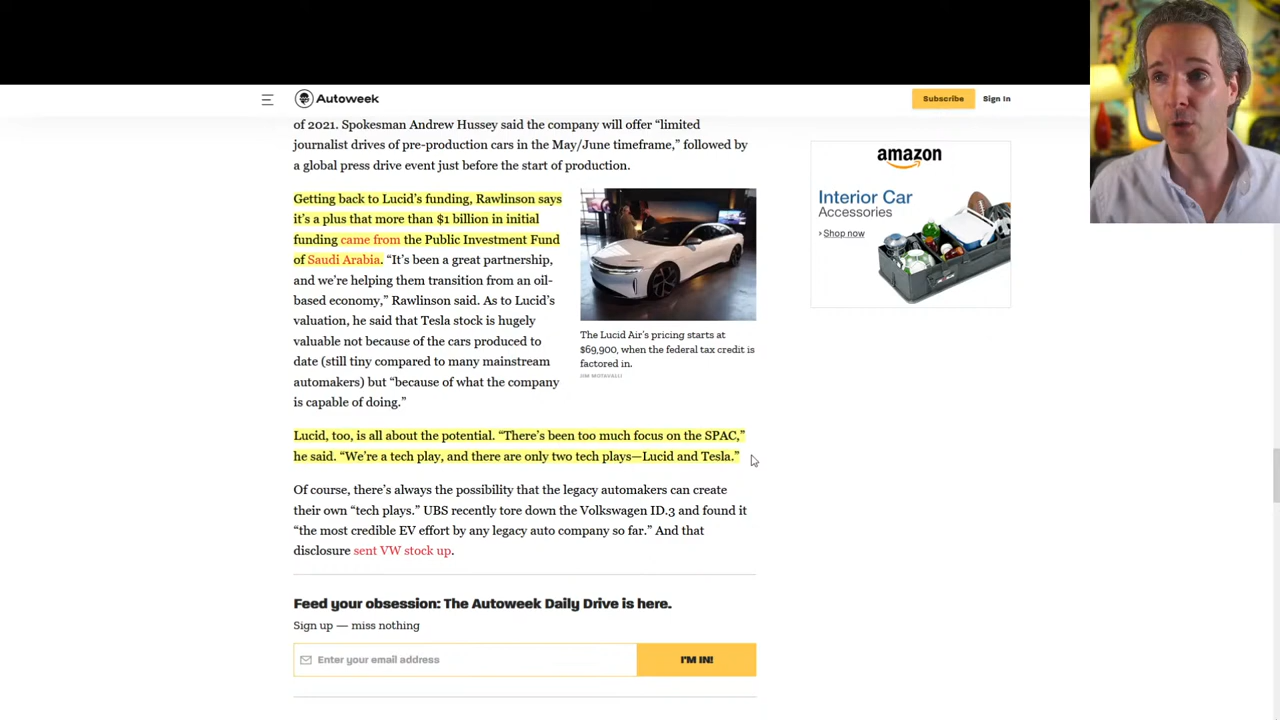 Autoweek
Subscribe
Sign In
of 2021. Spokesman Andrew Hussey said the company will offer “limited
journalist drives of pre-production cars in the May/June timeframe,” followed by
a global press drive event just before the start of production.
Getting back to Lucid’s funding, Rawlinson says
it’s a plus that more than $1 billion in initial
funding came from the Public Investment Fund
of Saudi Arabia. “It’s been a great partnership,
and we’re helping them transition from an oil-
based economy,” Rawlinson said. As to Lucid’s
valuation, he said that Tesla stock is hugely
valuable not because of the cars produced to
date (still tiny compared to many mainstream
automakers) but “because of what the company
is capable of doing.”
The Lucid Air’s pricing starts at
$69,900, when the federal tax credit is
factored in.
JIM MOTAVALLI
Lucid, too, is all about the potential. “There’s been too much focus on the SPAC,”
he said. “We’re a tech play, and there are only two tech plays—Lucid and Tesla.”
Of course, there’s always the possibility that the legacy automakers can create
their own “tech plays.” UBS recently tore down the Volkswagen ID.3 and found it
“the most credible EV effort by any legacy auto company so far.” And that
disclosure sent VW stock up.
Feed your obsession: The Autoweek Daily Drive is here.
Sign up — miss nothing
Enter your email address
I'M IN!
amazon
Interior Car
Accessories
Shop now